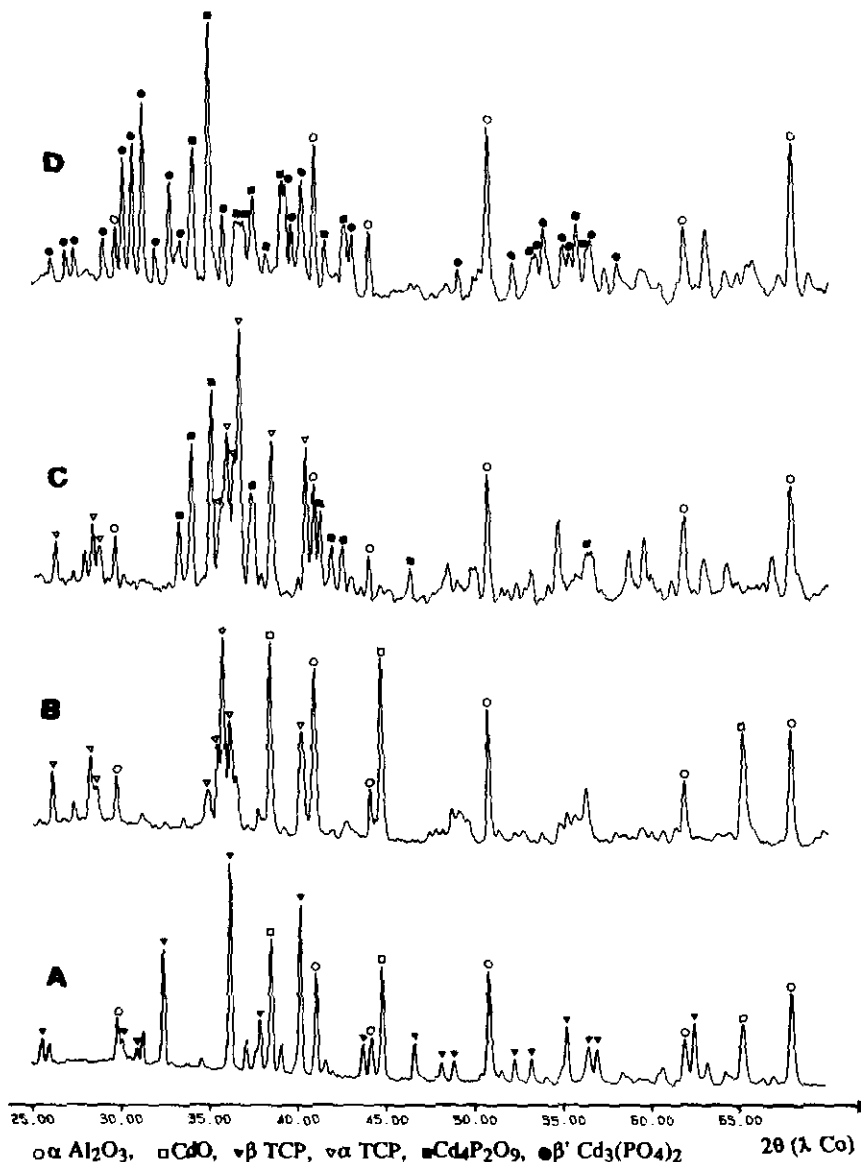 D
C
B
A
25.00 30.00 35.00 40.00 45.00 50.00 55.00 60.00 65.00
○ α Al₂O₃, □ CdO, ▼ β TCP, ▽ α TCP, ■ Cd₄P₂O₉, ● β' Cd₃(PO₄)₂ 2θ (λ Co)